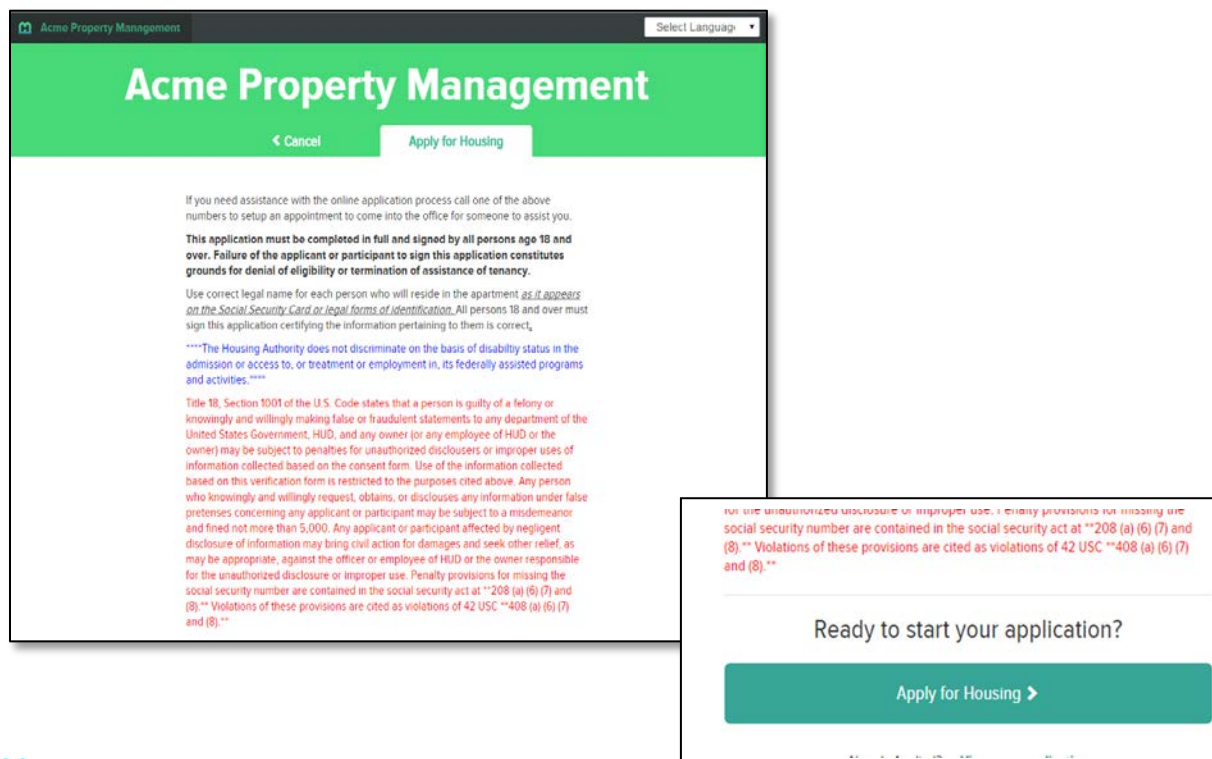 Acme Property Management
Select Languag
Acme Property Management
Cancel
Apply for Housing
If you need assistance with the online application process call one of the above
numbers to setup an appointment to come into the office for someone to assist you.
This application must be completed in full and signed by all persons age 18 and
over. Failure of the applicant or participant to sign this application constitutes
grounds for denial of eligibility or termination of assistance of tenancy.
Use correct legal name for each person who will reside in the apartment as it appears
on the Social Security Card or legal forms of identification. All persons 18 and over must
sign this application certifying the information pertaining to them is correct.
****The Housing Authority does not discriminate on the basis of disabiltiy status in the
admission or access to, or treatment or employment in, its federally assisted programs
and activities.****
Title 18, Section 1001 of the U.S. Code states that a person is guilty of a felony or
knowingly and willingly making false or fraudulent statements to any department of the
United States Government, HUD, and any owner (or any employee of HUD or the
owner) may be subject to penalties for unauthorized disclousers or improper uses of
information collected based on the consent form. Use of the information collected
based on this verification form is restricted to the purposes cited above. Any person
who knowingly and willingly request, obtains, or disclouses any information under false
pretenses concerning any applicant or participant may be subject to a misdemeanor
and fined not more than 5,000. Any applicant or participant affected by negligent
disclosure of information may bring civil action for damages and seek other relief, as
may be appropriate, against the officer or employee of HUD or the owner responsible
for the unauthorized disclosure or improper use. Penalty provisions for missing the
social security number are contained in the social security act at **208 (a) (6) (7) and
(8).** Violations of these provisions are cited as violations of 42 USC **408 (a) (6) (7)
and (8).**
for the unauthorized disclosure or improper use. Penalty provisions for missing the
social security number are contained in the social security act at **208 (a) (6) (7) and
(8).** Violations of these provisions are cited as violations of 42 USC **408 (a) (6) (7)
and (8).**
Ready to start your application?
Apply for Housing